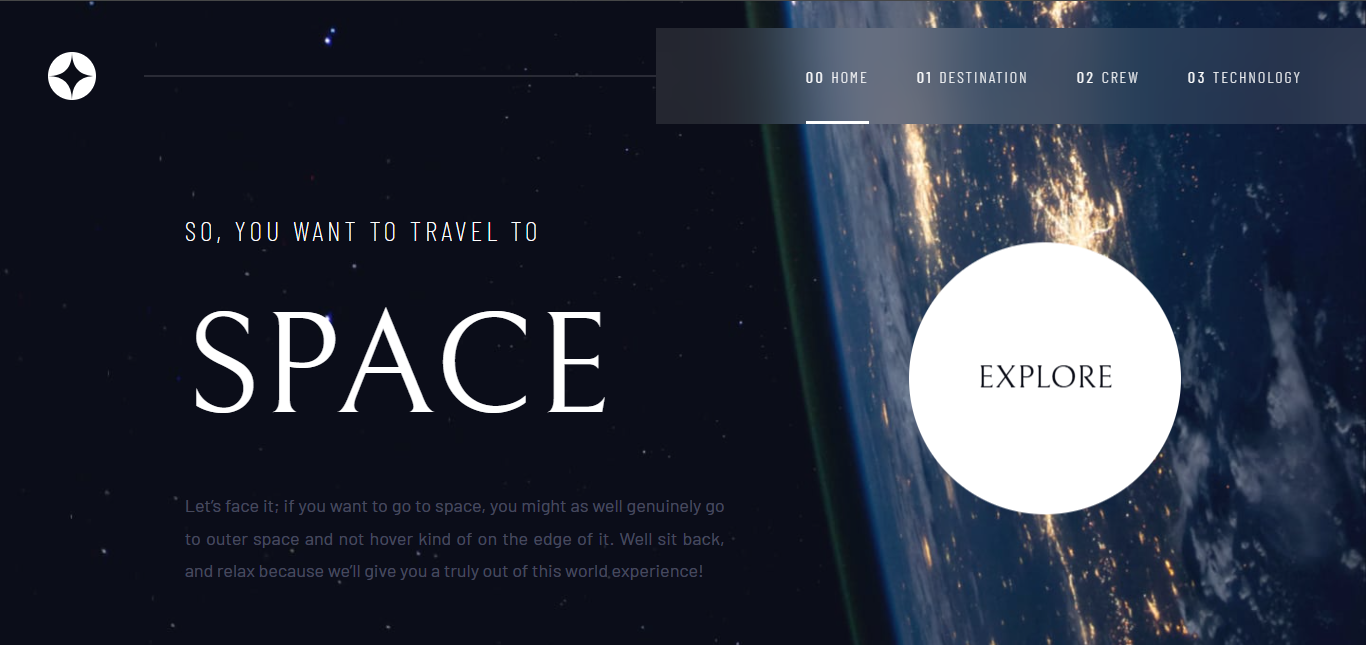 00 HOME 01 DESTINATION 02 CREW 03 TECHNOLOGY
SO, YOU WANT TO TRAVEL TO
SPACE
EXPLORE
Let’s face it; if you want to go to space, you might as well genuinely go
to outer space and not hover kind of on the edge of it. Well sit back,
and relax because we’ll give you a truly out of this world experience!